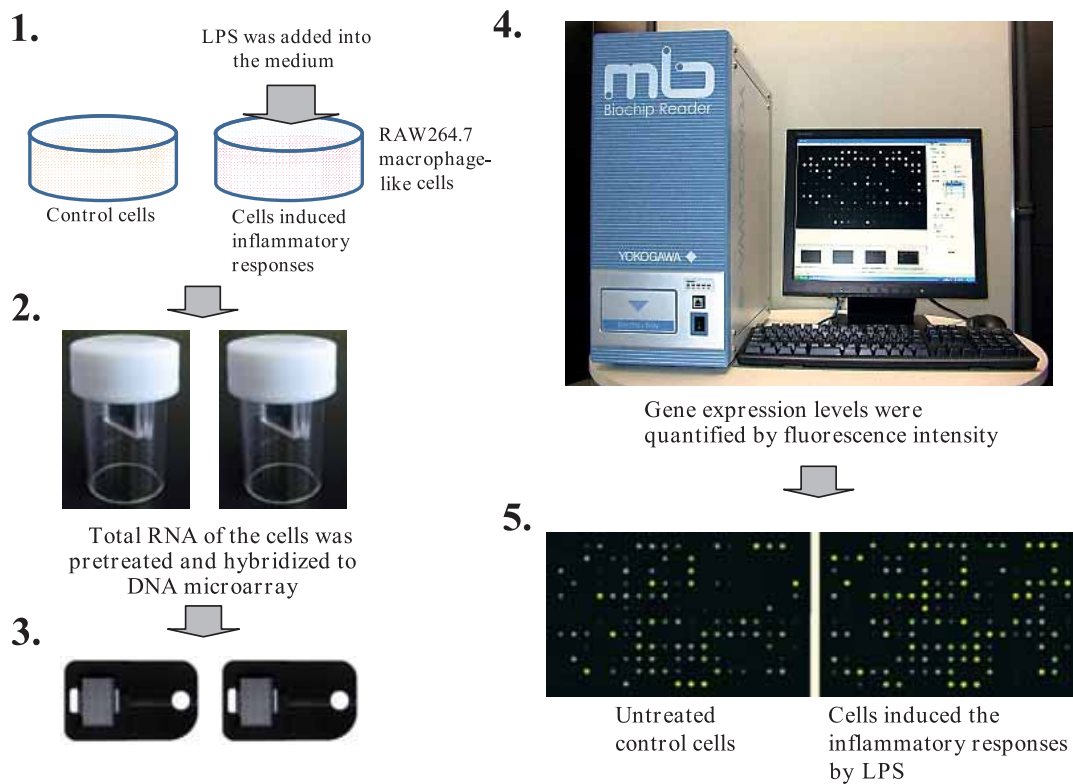 1.
LPS was added into
the medium
RAW264.7
macrophage-
like cells
Control cells
Cells induced
inflammatory
responses
2.
Total RNA of the cells was
pretreated and hybridized to
DNA microarray
3.
4.
mb
Biochip Reader
YOKOGAWA
Gene expression levels were
quantified by fluorescence intensity
5.
Untreated
control cells
Cells induced the
inflammatory responses
by LPS